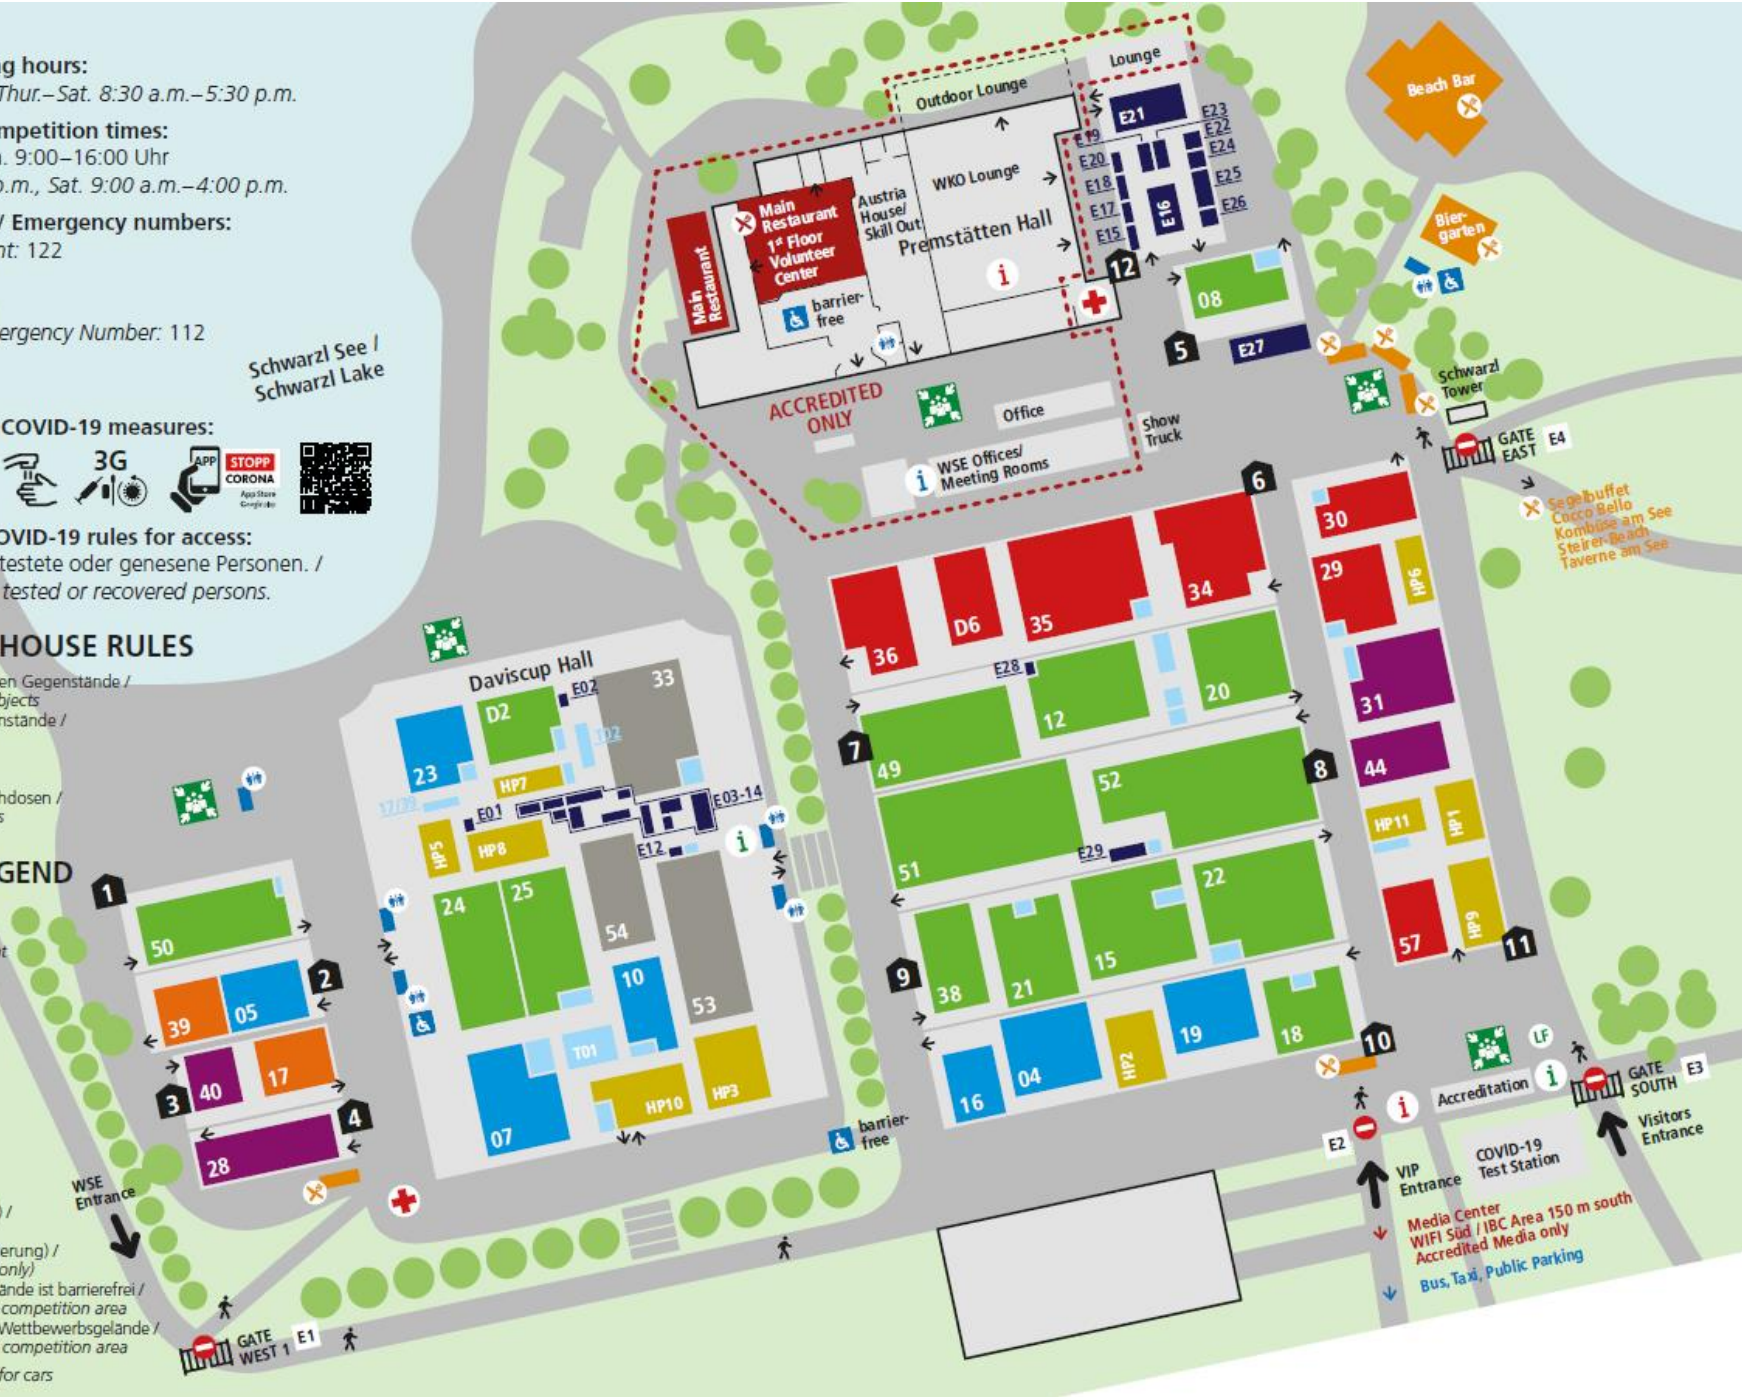 g hours:
Thur.–Sat. 8:30 a.m.–5:30 p.m.
mpetition times:
. 9:00–16:00 Uhr
p.m., Sat. 9:00 a.m.–4:00 p.m.
/ Emergency numbers:
nt: 122
ergency Number: 112
Schwarzl See /
Schwarzl Lake
COVID-19 measures:
3G
APP
STOPP
CORONA
App Store
OVID-19 rules for access:
testete oder genesene Personen. /
tested or recovered persons.
HOUSE RULES
en Gegenstände /
bjects
nstände /
hdosen /
s
GEND
t
) /
erung) /
only)
ände ist barrierefrei /
competition area
Wettbewerbsgelände /
competition area
for cars
Outdoor Lounge
Lounge
E21
E19
E23
E22
E24
E20
E18
E25
E17
E16
E26
E15
Main
Restaurant
Main
Restaurant
1st Floor
Volunteer
Center
Austria
House/
Skill Out
WKO Lounge
Premstätten Hall
barrier-
free
12
08
5
E27
Beach Bar
Bier-
garten
Schwarzl
Tower
GATE
EAST
E4
Segelbuffet
Cocco Bello
Kombüse am See
Steirer-Beach
Taverne am See
ACCREDITED
ONLY
Office
Show
Truck
WSE Offices/
Meeting Rooms
6
30
29
HP6
31
44
HP11
HP1
57
HP9
11
36
D6
35
34
E28
49
12
20
7
8
51
52
E29
9
38
21
15
22
16
04
HP2
19
18
10
Daviscup Hall
23
D2
E02
T02
33
HP7
17/39
E01
E03-14
HP5
HP8
E12
24
25
54
53
10
07
T01
HP10
HP3
1
50
2
39
05
3
40
17
4
28
WSE
Entrance
GATE
WEST 1
E1
barrier-
free
E2
VIP
Entrance
Accreditation
LF
GATE
SOUTH
E3
Visitors
Entrance
COVID-19
Test Station
Media Center
WIFI Süd / IBC Area 150 m south
Accredited Media only
Bus, Taxi, Public Parking